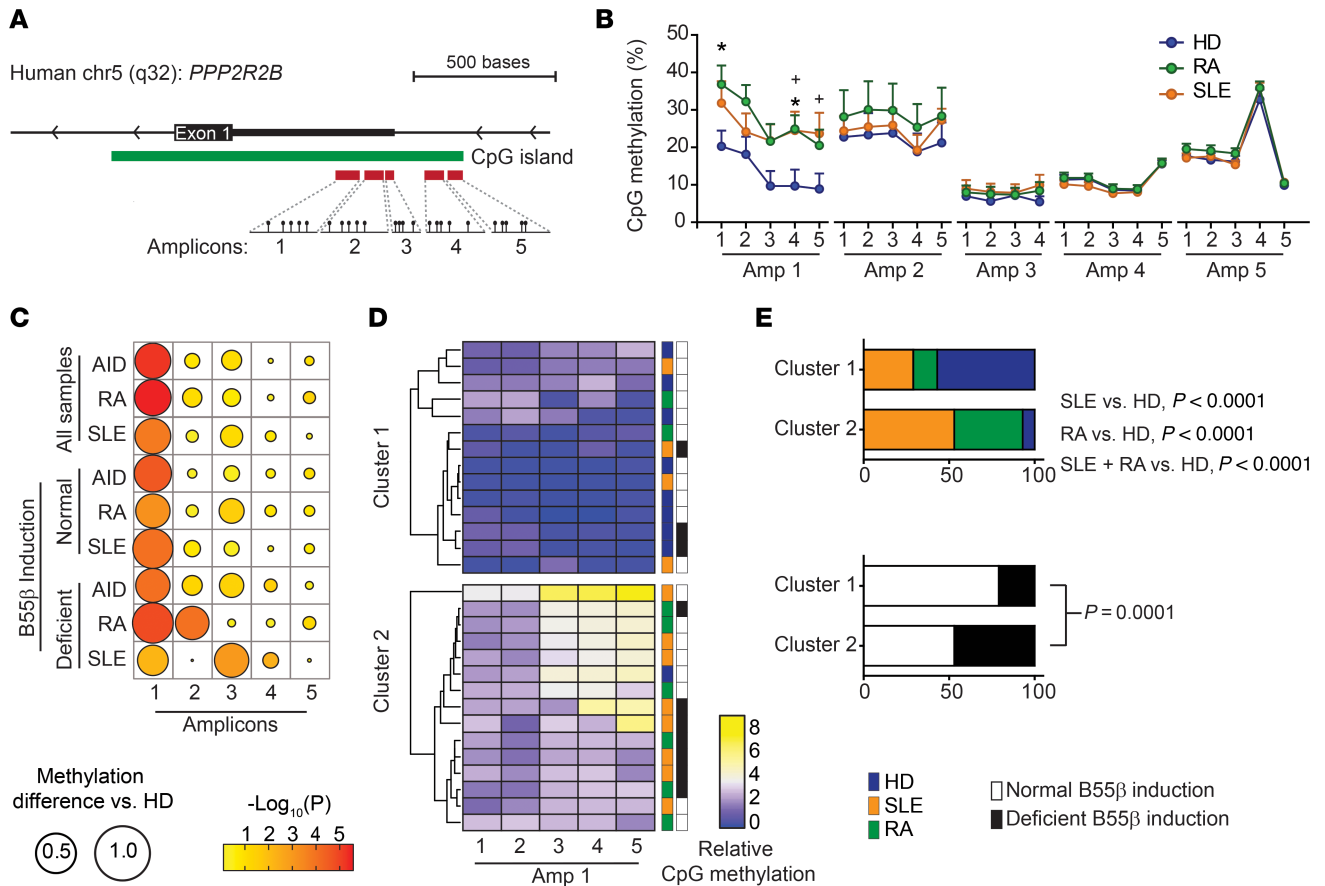 A
Human chr5 (q32): PPP2R2B
500 bases
Exon 1
CpG island
Amplicons: 1 2 3 4 5
B
CpG methylation (%)
50
40
30
20
10
0
*
+
* +
HD
RA
SLE
1 2 3 4 5 1 2 3 4 5 1 2 3 4 1 2 3 4 5 1 2 3 4 5
Amp 1 Amp 2 Amp 3 Amp 4 Amp 5
C
All samples
AID
RA
SLE
B55β Induction
Normal
AID
RA
SLE
Deficient
AID
RA
SLE
1 2 3 4 5
Amplicons
Methylation
difference vs. HD
0.5 1.0
-Log10(P)
1 2 3 4 5
D
Cluster 1
Cluster 2
1 2 3 4 5
Amp 1
8
6
4
2
0
Relative
CpG methylation
E
Cluster 1
Cluster 2
0 50 100
SLE vs. HD, P < 0.0001
RA vs. HD, P < 0.0001
SLE + RA vs. HD, P < 0.0001
Cluster 1
Cluster 2
0 50 100
P = 0.0001
HD
SLE
RA
Normal B55β induction
Deficient B55β induction